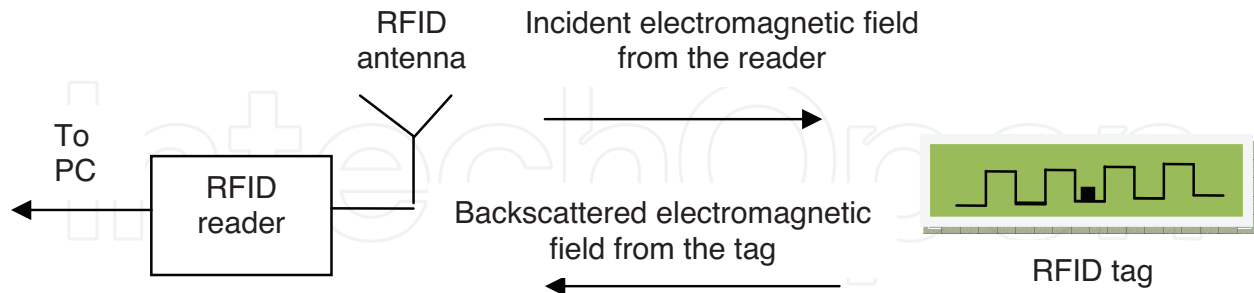 RFID
antenna
Incident electromagnetic field
from the reader
To
PC
RFID
reader
Backscattered electromagnetic
field from the tag
RFID tag
IntechOpen